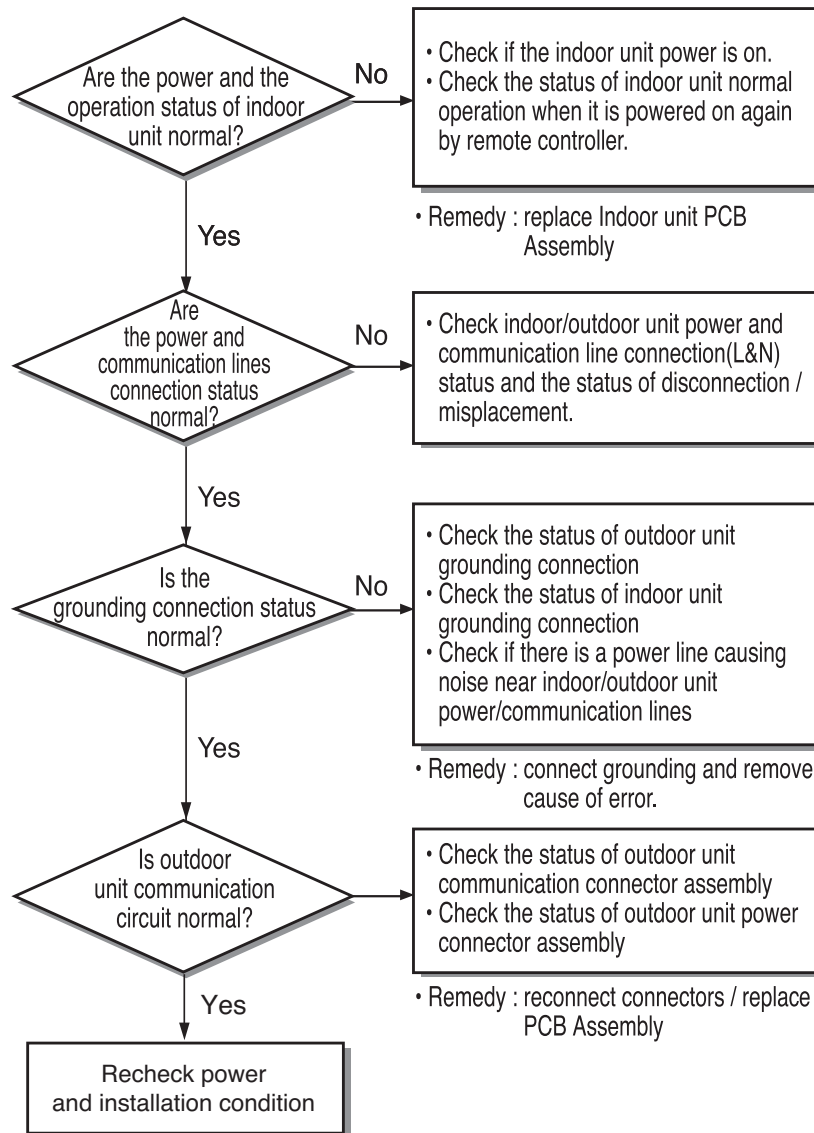 Are the power and the
operation status of indoor
unit normal?
No
• Check if the indoor unit power is on.
• Check the status of indoor unit normal
operation when it is powered on again
by remote controller.
• Remedy : replace Indoor unit PCB
Assembly
Yes
Are
the power and
communication lines
connection status
normal?
No
• Check indoor/outdoor unit power and
communication line connection(L&N)
status and the status of disconnection /
misplacement.
Yes
Is the
grounding connection status
normal?
No
• Check the status of outdoor unit
grounding connection
• Check the status of indoor unit
grounding connection
• Check if there is a power line causing
noise near indoor/outdoor unit
power/communication lines
• Remedy : connect grounding and remove
cause of error.
Yes
Is outdoor
unit communication
circuit normal?
• Check the status of outdoor unit
communication connector assembly
• Check the status of outdoor unit power
connector assembly
• Remedy : reconnect connectors / replace
PCB Assembly
Yes
Recheck power
and installation condition